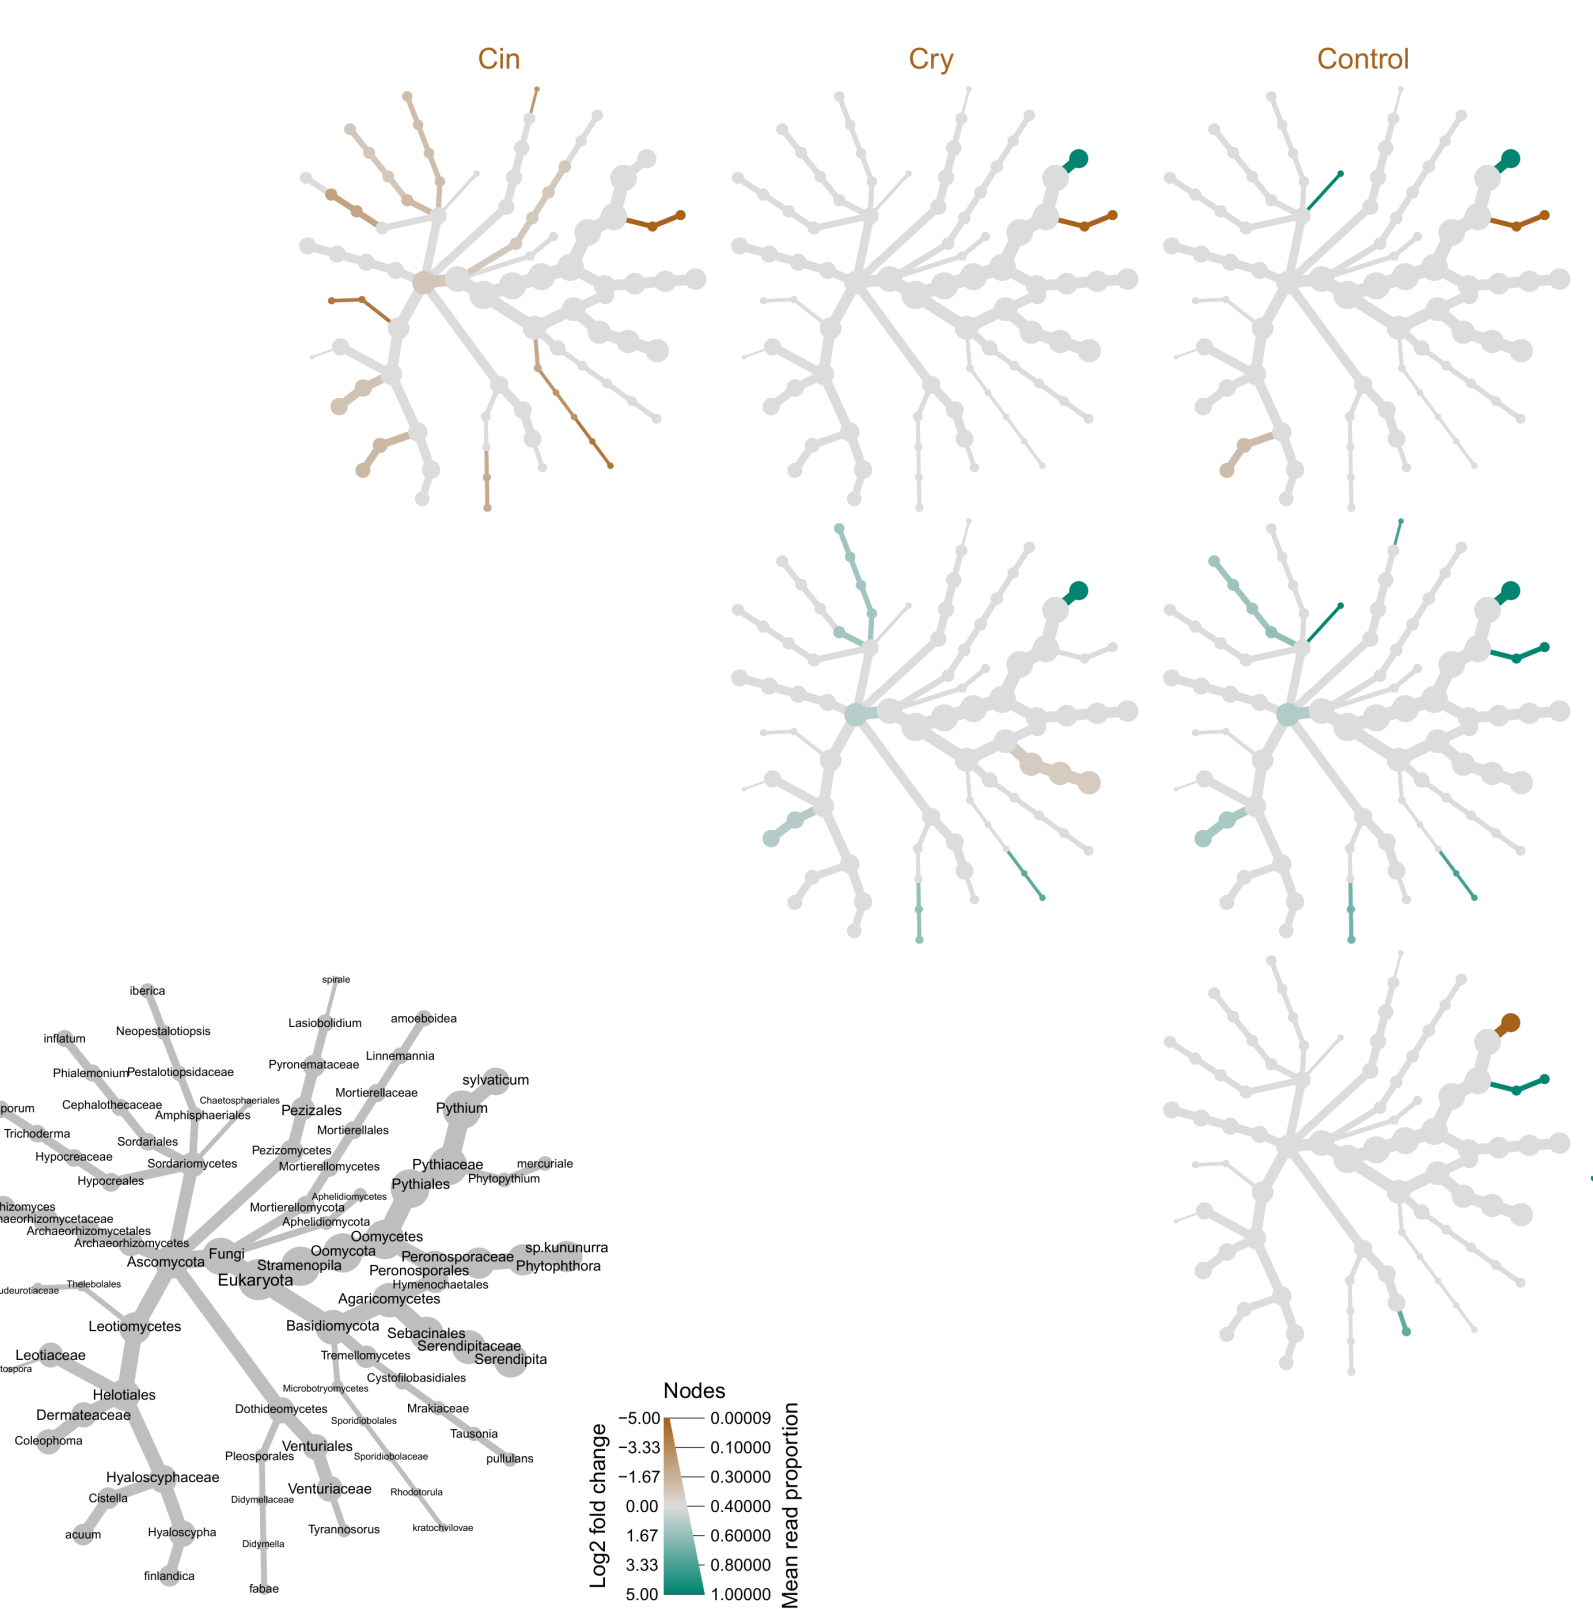 Cin
Cry
Control
spirale
iberica
Lasiobolidium
amoeboidea
Neopestalotiopsis
inflatum
Linnemannia
Pyronemataceae
Phialemonium
Pestalotiopsidaceae
sylvaticum
Mortierellaceae
Chaetosphaeriales
Cephalothecaceae
Pezizales
Pythium
porum
Amphisphaeriales
Mortierellales
Trichoderma
Sordariales
Pezizomycetes
Hypocreaceae
Sordariomycetes
Mortierellomycetes
Pythiaceae
mercuriale
Hypocreales
Phytopythium
Pythiales
Aphelidiomycetes
hizomyces
Mortierellomycota
haeorhizomycetaceae
Aphelidiomycota
Archaeorhizomycetales
Oomycetes
Archaeorhizomycetes
Fungi
Oomycota
sp.kununurra
Ascomycota
Stramenopila
Peronosporaceae
Phytophthora
Eukaryota
Peronosporales
Thelebolales
Hymenochaetales
udeurotiaceae
Agaricomycetes
Leotiomycetes
Basidiomycota
Sebacinales
Serendipitaceae
Leotiaceae
Tremellomycetes
Serendipita
tospora
Cystofilobasidiales
Microbotryomycetes
Helotiales
Dothideomycetes
Mrakiaceae
Dermateaceae
Sporidiobolales
Tausonia
Coleophoma
Venturiales
Pleosporales
Sporidiobolaceae
pullulans
Hyaloscyphaceae
Venturiaceae
Rhodotorula
Cistella
Didymellaceae
acuum
Hyaloscypha
Tyrannosorus
kratochvilovae
Didymella
finlandica
fabae
Nodes
−5.00 0.00009
−3.33 0.10000
−1.67 0.30000
0.00 0.40000
1.67 0.60000
3.33 0.80000
5.00 1.00000
Log2 fold change
Mean read proportion